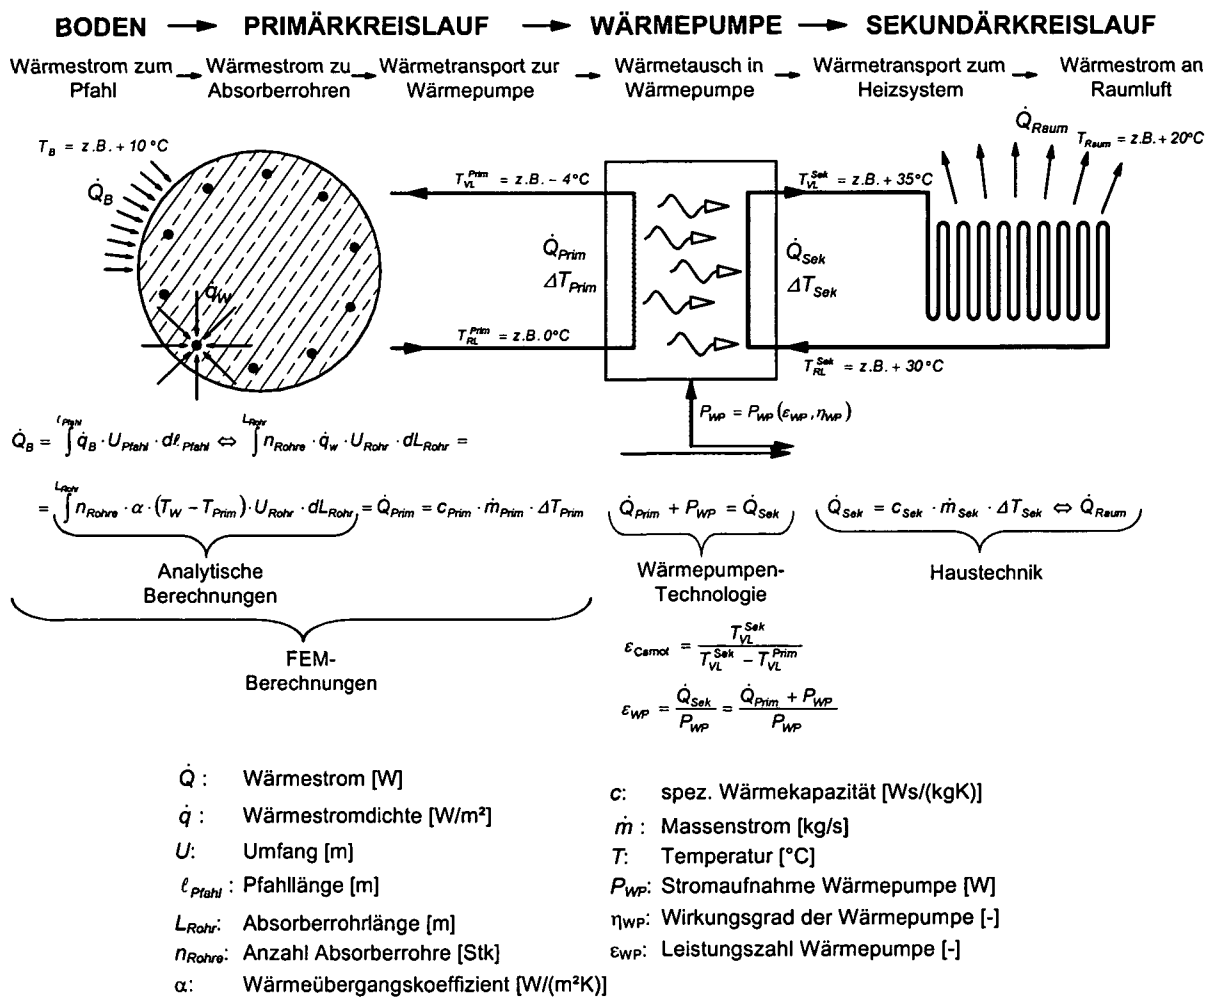 BODEN → PRIMÄRKREISLAUF → WÄRMEPUMPE → SEKUNDÄRKREISLAUF
Wärmestrom zum Pfahl → Wärmestrom zu Absorberrohren → Wärmetransport zur Wärmepumpe → Wärmetausch in Wärmepumpe → Wärmetransport zum Heizsystem → Wärmestrom an Raumluft
T_B = z.B. + 10°C
Q̇_B
q̇_W
T_VL^Prim = z.B. – 4°C
Q̇_Prim
ΔT_Prim
T_RL^Prim = z.B. 0°C
T_VL^Sek = z.B. + 35°C
Q̇_Sek
ΔT_Sek
T_RL^Sek = z.B. + 30°C
Q̇_Raum
T_Raum = z.B. + 20°C
P_WP = P_WP (ε_WP, η_WP)
Q̇_B = ∫^ℓ_Pfahl q̇_B · U_Pfahl · dℓ_Pfahl ⇔ ∫^L_Rohr n_Rohre · q̇_w · U_Rohr · dL_Rohr =
= ∫^L_Rohr n_Rohre · α · (T_W – T_Prim) · U_Rohr · dL_Rohr = Q̇_Prim = c_Prim · ṁ_Prim · ΔT_Prim
Q̇_Prim + P_WP = Q̇_Sek
Q̇_Sek = c_Sek · ṁ_Sek · ΔT_Sek ⇔ Q̇_Raum
Analytische
Berechnungen
FEM-
Berechnungen
Wärmepumpen-
Technologie
Haustechnik
ε_Carnot = T_VL^Sek / (T_VL^Sek – T_VL^Prim)
ε_WP = Q̇_Sek / P_WP = (Q̇_Prim + P_WP) / P_WP
Q̇ : Wärmestrom [W]
q̇ : Wärmestromdichte [W/m²]
U: Umfang [m]
ℓ_Pfahl : Pfahllänge [m]
L_Rohr: Absorberrohrlänge [m]
n_Rohre: Anzahl Absorberrohre [Stk]
α: Wärmeübergangskoeffizient [W/(m²K)]
c: spez. Wärmekapazität [Ws/(kgK)]
ṁ : Massenstrom [kg/s]
T: Temperatur [°C]
P_WP: Stromaufnahme Wärmepumpe [W]
η_WP: Wirkungsgrad der Wärmepumpe [-]
ε_WP: Leistungszahl Wärmepumpe [-]